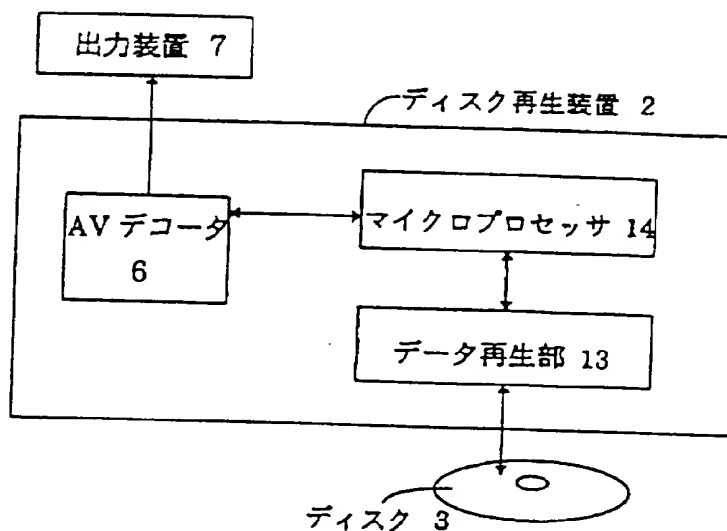 出力装置 7
ディスク再生装置 2
AV デコータ
6
マイクロプロセッサ 14
データ再生部 13
ディスク 3